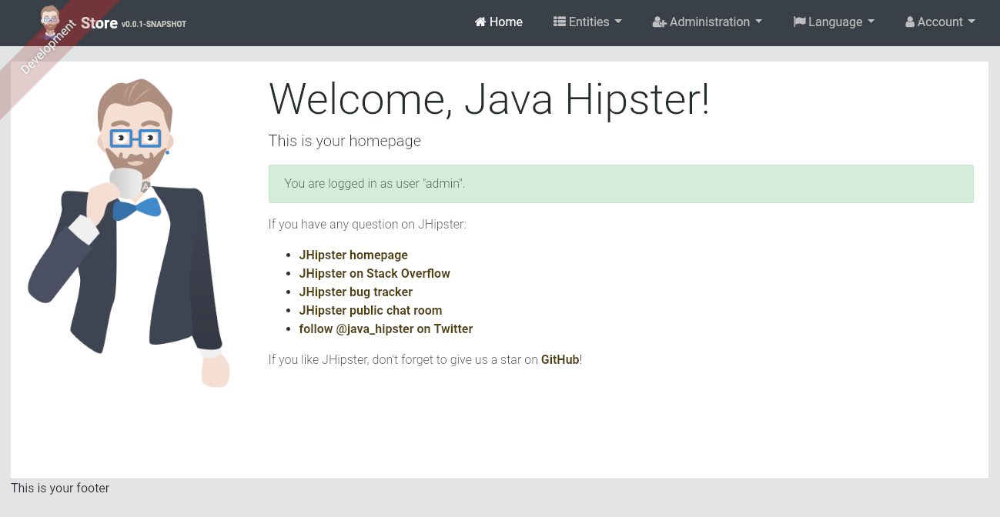 Development
Store v0.0.1-SNAPSHOT
Home Entities Administration Language Account
Welcome, Java Hipster!
This is your homepage
A
You are logged in as user "admin".
If you have any question on JHipster:
• JHipster homepage
• JHipster on Stack Overflow
• JHipster bug tracker
• JHipster public chat room
• follow @java_hipster on Twitter
If you like JHipster, don't forget to give us a star on GitHub!
This is your footer